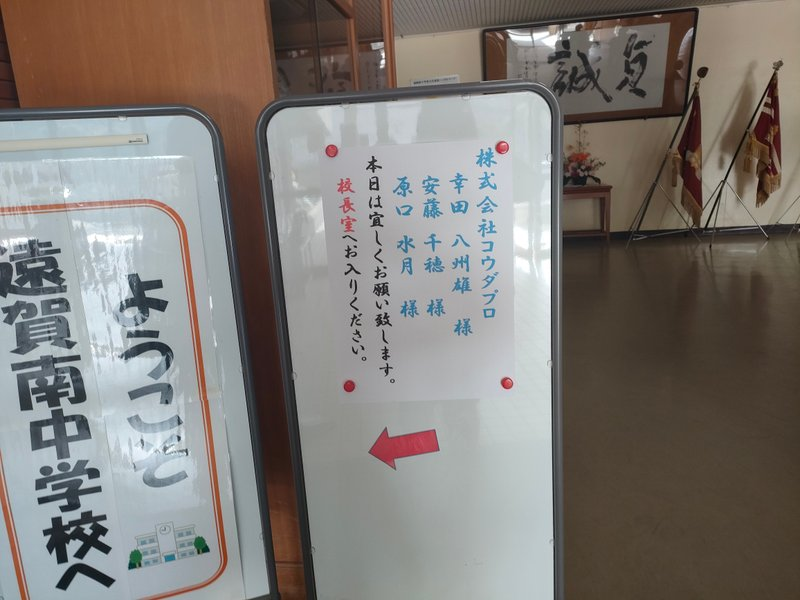 株式会社コウダプロ
幸田 八州雄 様
安藤 千穂 様
原口 水月 様
本日は宜しくお願い致します。
校長室へお入りください。
ようこそ
遠賀南中学校へ